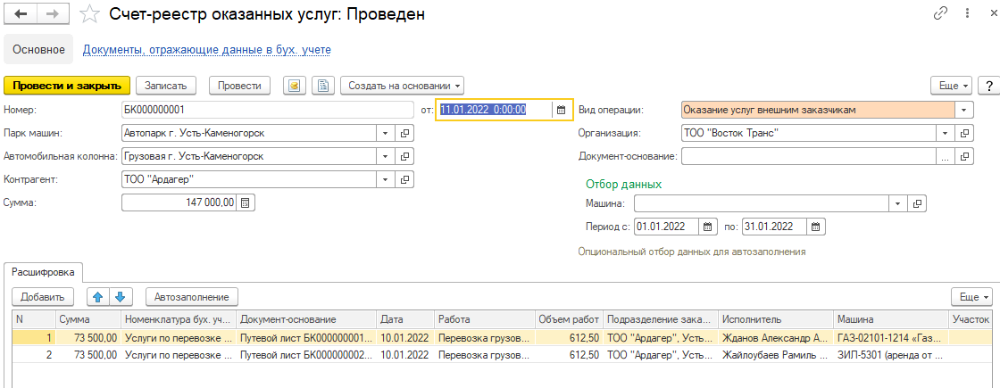 Счет-реестр оказанных услуг: Проведен
Основное Документы, отражающие данные в бух. учете
Провести и закрыть Записать Провести Создать на основании Еще ?
Номер: БК000000001 от: 11.01.2022 0:00:00 Вид операции: Оказание услуг внешним заказчикам
Парк машин: Автопарк г. Усть-Каменогорск Организация: ТОО "Восток Транс"
Автомобильная колонна: Грузовая г. Усть-Каменогорск Документ-основание: ...
Контрагент: ТОО "Ардагер" Отбор данных
Сумма: 147 000,00 Машина:
Период с: 01.01.2022 по: 31.01.2022
Опциональный отбор данных для автозаполнения
Расшифровка
Добавить Автозаполнение Еще
N Сумма Номенклатура бух. уч... Документ-основание Дата Работа Объем работ Подразделение зака... Исполнитель Машина Участок
1 73 500,00 Услуги по перевозке ... Путевой лист БК000000001... 10.01.2022 Перевозка грузов... 612,50 ТОО "Ардагер", Усть... Жданов Александр А... ГАЗ-02101-1214 «Газ...
2 73 500,00 Услуги по перевозке ... Путевой лист БК000000002... 10.01.2022 Перевозка грузов... 612,50 ТОО "Ардагер", Усть... Жайлоубаев Рамиль ... ЗИЛ-5301 (аренда от ...